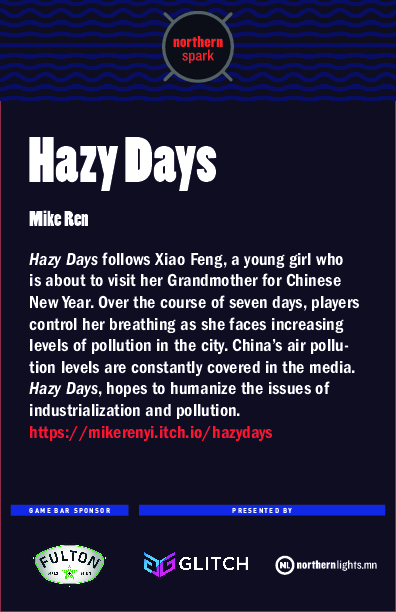 northern
spark
Hazy Days
Mike Ren
Hazy Days follows Xiao Feng, a young girl who
is about to visit her Grandmother for Chinese
New Year. Over the course of seven days, players
control her breathing as she faces increasing
levels of pollution in the city. China's air pollu-
tion levels are constantly covered in the media.
Hazy Days, hopes to humanize the issues of
industrialization and pollution.
https://mikerenyi.itch.io/hazydays
GAME BAR SPONSOR
PRESENTED BY
FULTON
GLITCH
NL northernlights.mn